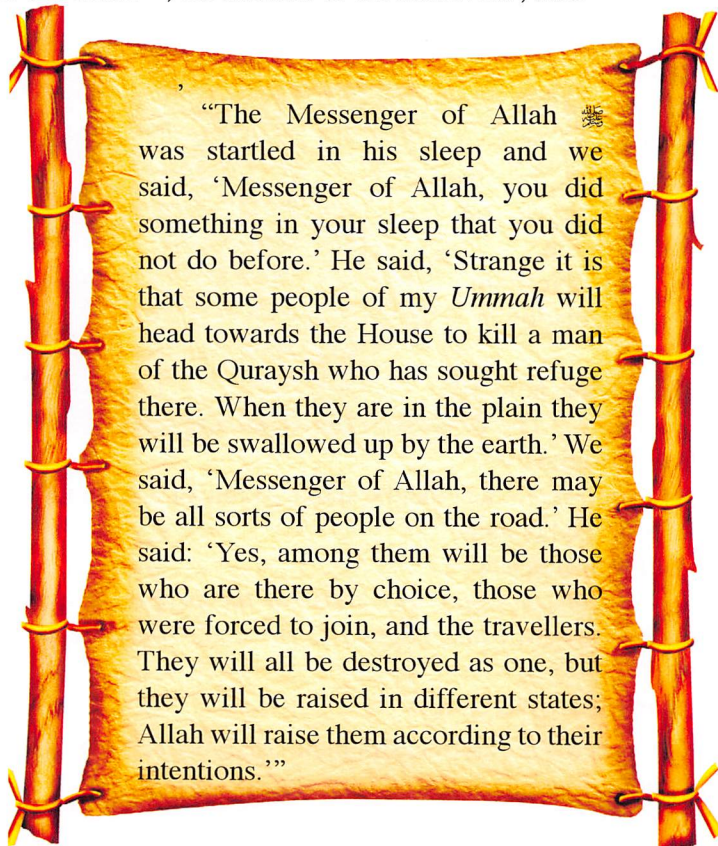 “The Messenger of Allah ﷺ
was startled in his sleep and we
said, ‘Messenger of Allah, you did
something in your sleep that you did
not do before.’ He said, ‘Strange it is
that some people of my Ummah will
head towards the House to kill a man
of the Quraysh who has sought refuge
there. When they are in the plain they
will be swallowed up by the earth.’ We
said, ‘Messenger of Allah, there may
be all sorts of people on the road.’ He
said: ‘Yes, among them will be those
who are there by choice, those who
were forced to join, and the travellers.
They will all be destroyed as one, but
they will be raised in different states;
Allah will raise them according to their
intentions.’”